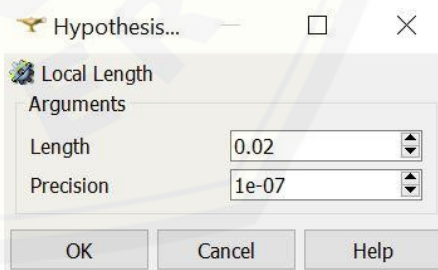 Hypothesis...
Local Length
Arguments
Length 0.02
Precision 1e-07
OK Cancel Help